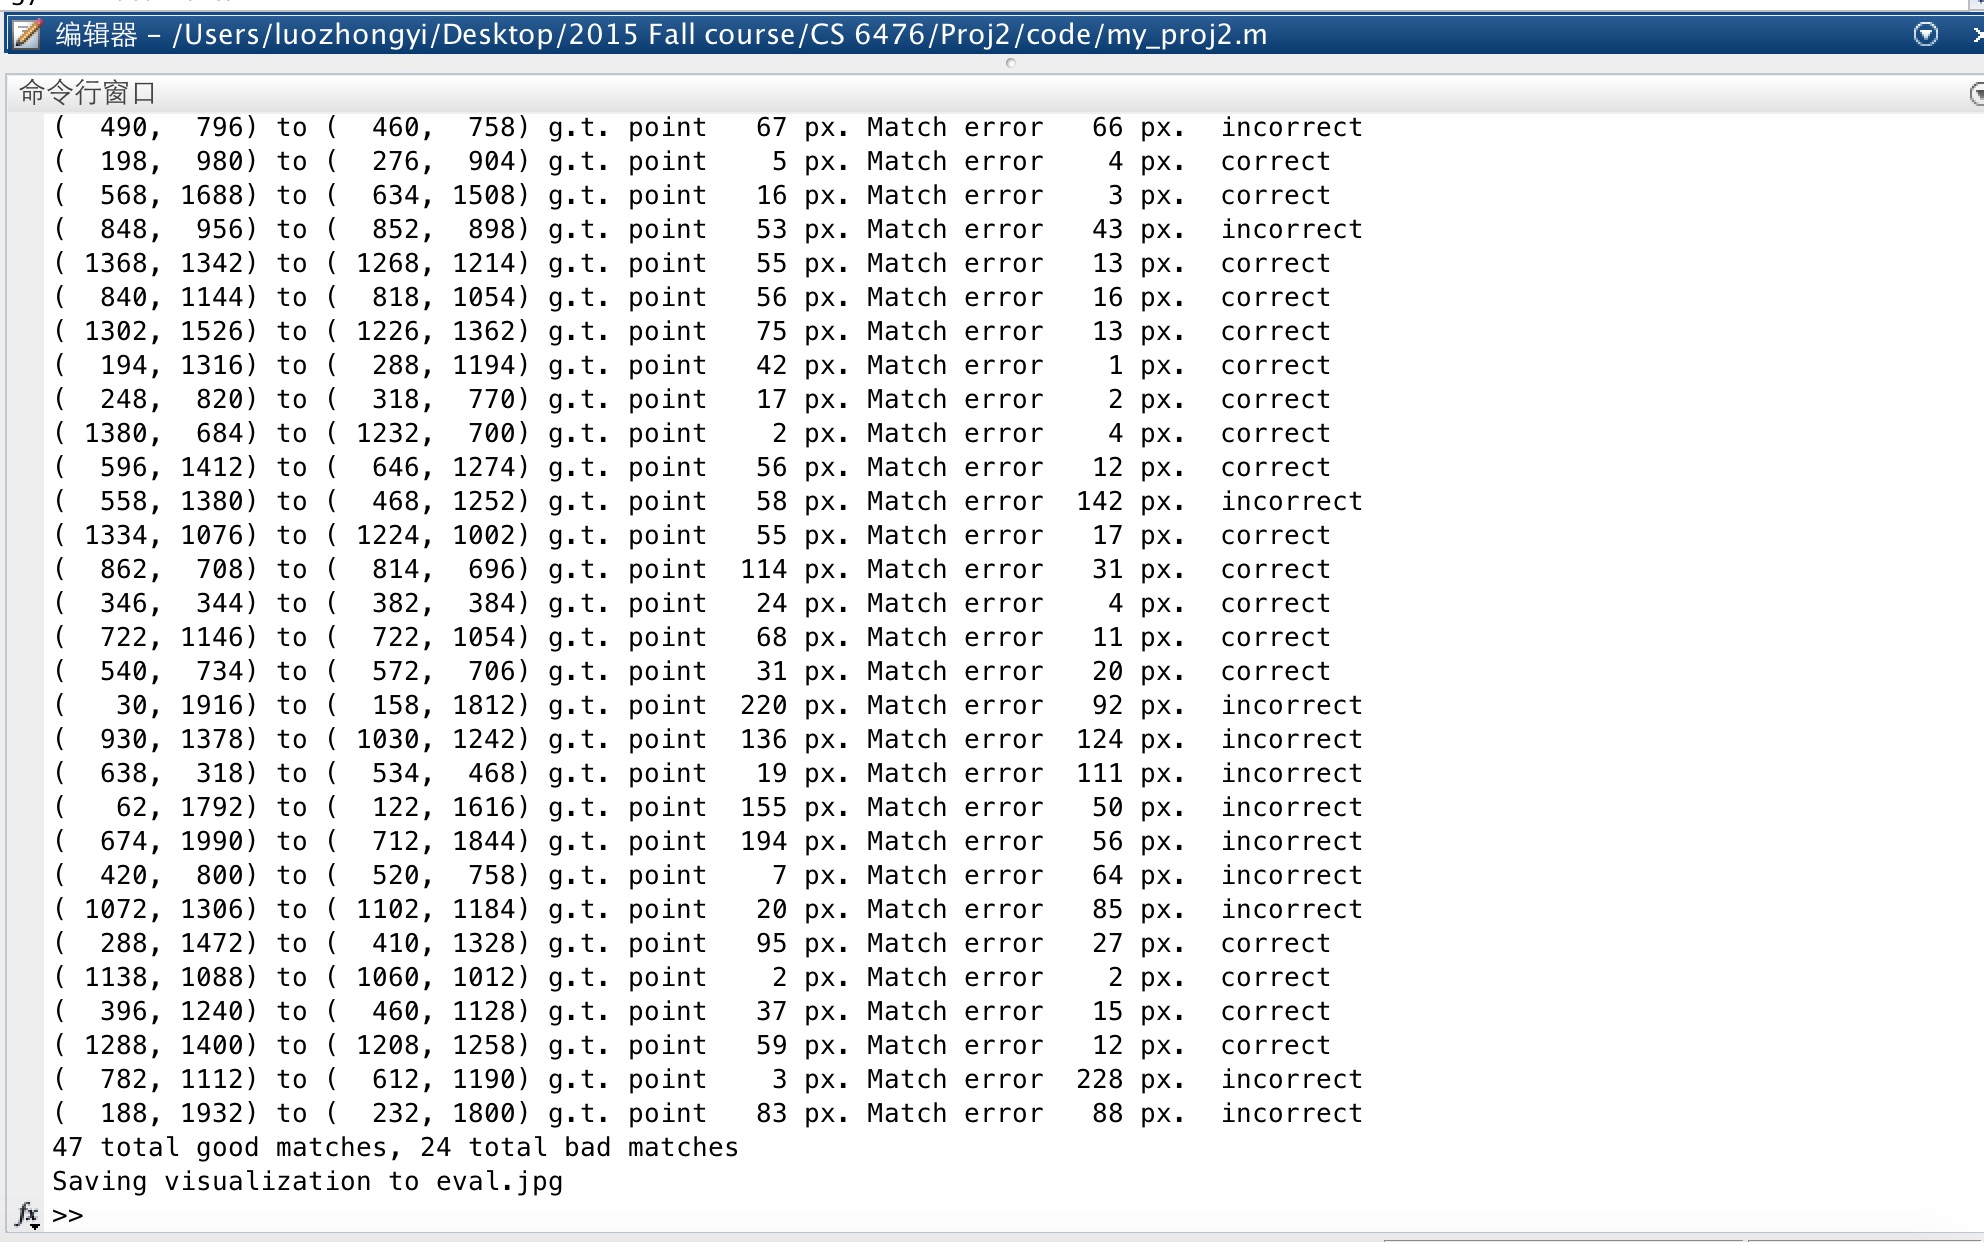 编辑器 – /Users/luozhongyi/Desktop/2015 Fall course/CS 6476/Proj2/code/my_proj2.m
命令行窗口
(  490,  796) to (  460,  758) g.t. point   67 px. Match error   66 px.  incorrect
(  198,  980) to (  276,  904) g.t. point    5 px. Match error    4 px.  correct
(  568, 1688) to (  634, 1508) g.t. point   16 px. Match error    3 px.  correct
(  848,  956) to (  852,  898) g.t. point   53 px. Match error   43 px.  incorrect
( 1368, 1342) to ( 1268, 1214) g.t. point   55 px. Match error   13 px.  correct
(  840, 1144) to (  818, 1054) g.t. point   56 px. Match error   16 px.  correct
( 1302, 1526) to ( 1226, 1362) g.t. point   75 px. Match error   13 px.  correct
(  194, 1316) to (  288, 1194) g.t. point   42 px. Match error    1 px.  correct
(  248,  820) to (  318,  770) g.t. point   17 px. Match error    2 px.  correct
( 1380,  684) to ( 1232,  700) g.t. point    2 px. Match error    4 px.  correct
(  596, 1412) to (  646, 1274) g.t. point   56 px. Match error   12 px.  correct
(  558, 1380) to (  468, 1252) g.t. point   58 px. Match error  142 px.  incorrect
( 1334, 1076) to ( 1224, 1002) g.t. point   55 px. Match error   17 px.  correct
(  862,  708) to (  814,  696) g.t. point  114 px. Match error   31 px.  correct
(  346,  344) to (  382,  384) g.t. point   24 px. Match error    4 px.  correct
(  722, 1146) to (  722, 1054) g.t. point   68 px. Match error   11 px.  correct
(  540,  734) to (  572,  706) g.t. point   31 px. Match error   20 px.  correct
(   30, 1916) to (  158, 1812) g.t. point  220 px. Match error   92 px.  incorrect
(  930, 1378) to ( 1030, 1242) g.t. point  136 px. Match error  124 px.  incorrect
(  638,  318) to (  534,  468) g.t. point   19 px. Match error  111 px.  incorrect
(   62, 1792) to (  122, 1616) g.t. point  155 px. Match error   50 px.  incorrect
(  674, 1990) to (  712, 1844) g.t. point  194 px. Match error   56 px.  incorrect
(  420,  800) to (  520,  758) g.t. point    7 px. Match error   64 px.  incorrect
( 1072, 1306) to ( 1102, 1184) g.t. point   20 px. Match error   85 px.  incorrect
(  288, 1472) to (  410, 1328) g.t. point   95 px. Match error   27 px.  correct
( 1138, 1088) to ( 1060, 1012) g.t. point    2 px. Match error    2 px.  correct
(  396, 1240) to (  460, 1128) g.t. point   37 px. Match error   15 px.  correct
( 1288, 1400) to ( 1208, 1258) g.t. point   59 px. Match error   12 px.  correct
(  782, 1112) to (  612, 1190) g.t. point    3 px. Match error  228 px.  incorrect
(  188, 1932) to (  232, 1800) g.t. point   83 px. Match error   88 px.  incorrect
47 total good matches, 24 total bad matches
Saving visualization to eval.jpg
fx >>